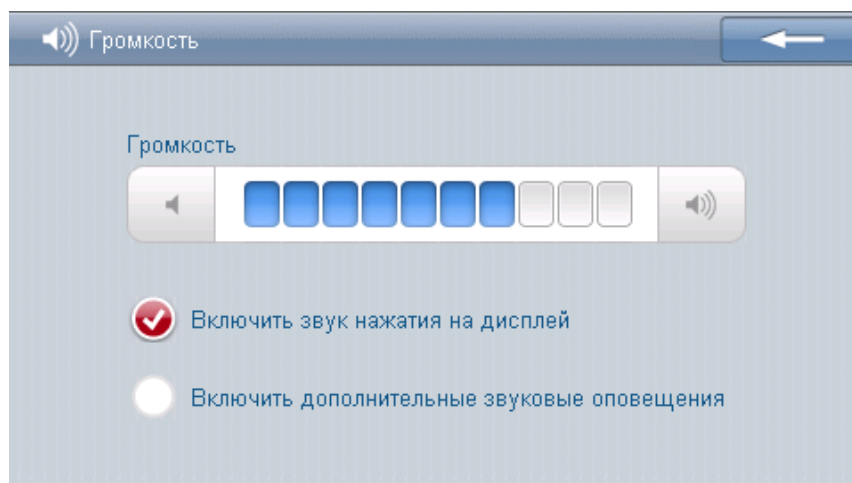 Громкость
Громкость
Включить звук нажатия на дисплей
Включить дополнительные звуковые оповещения